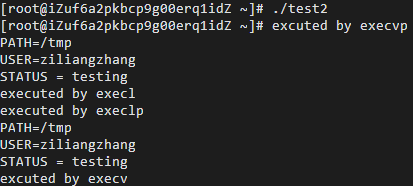 [root@iZuf6a2pkbcp9g00erq1idZ ~]# ./test2
[root@iZuf6a2pkbcp9g00erq1idZ ~]# excuted by execvp
PATH=/tmp
USER=ziliangzhang
STATUS = testing
executed by execl
executed by execlp
PATH=/tmp
USER=ziliangzhang
STATUS = testing
excuted by execv